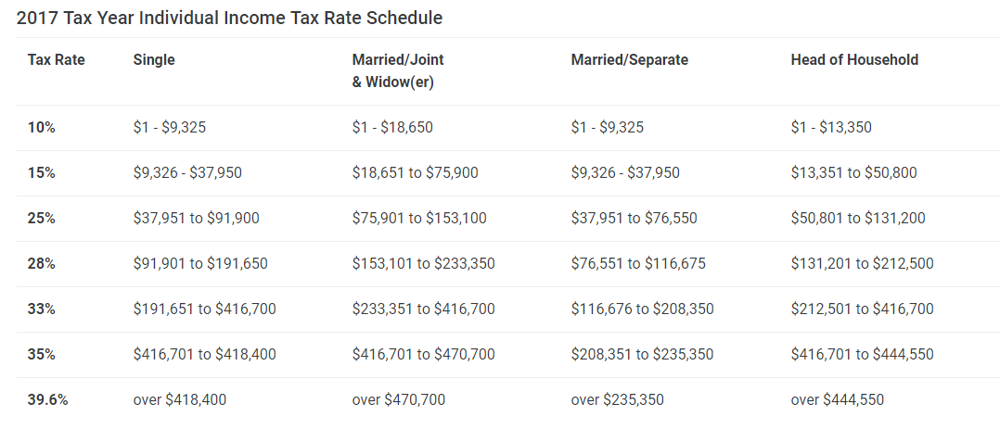 2017 Tax Year Individual Income Tax Rate Schedule
Tax Rate Single Married/Joint Married/Separate Head of Household
& Widow(er)
10% $1 - $9,325 $1 - $18,650 $1 - $9,325 $1 - $13,350
15% $9,326 - $37,950 $18,651 to $75,900 $9,326 - $37,950 $13,351 to $50,800
25% $37,951 to $91,900 $75,901 to $153,100 $37,951 to $76,550 $50,801 to $131,200
28% $91,901 to $191,650 $153,101 to $233,350 $76,551 to $116,675 $131,201 to $212,500
33% $191,651 to $416,700 $233,351 to $416,700 $116,676 to $208,350 $212,501 to $416,700
35% $416,701 to $418,400 $416,701 to $470,700 $208,351 to $235,350 $416,701 to $444,550
39.6% over $418,400 over $470,700 over $235,350 over $444,550